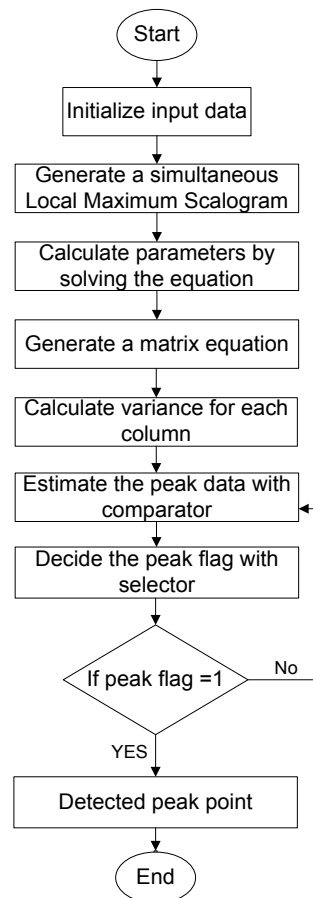 Start
Initialize input data
Generate a simultaneous
Local Maximum Scalogram
Calculate parameters by
solving the equation
Generate a matrix equation
Calculate variance for each
column
Estimate the peak data with
comparator
Decide the peak flag with
selector
If peak flag =1
No
YES
Detected peak point
End